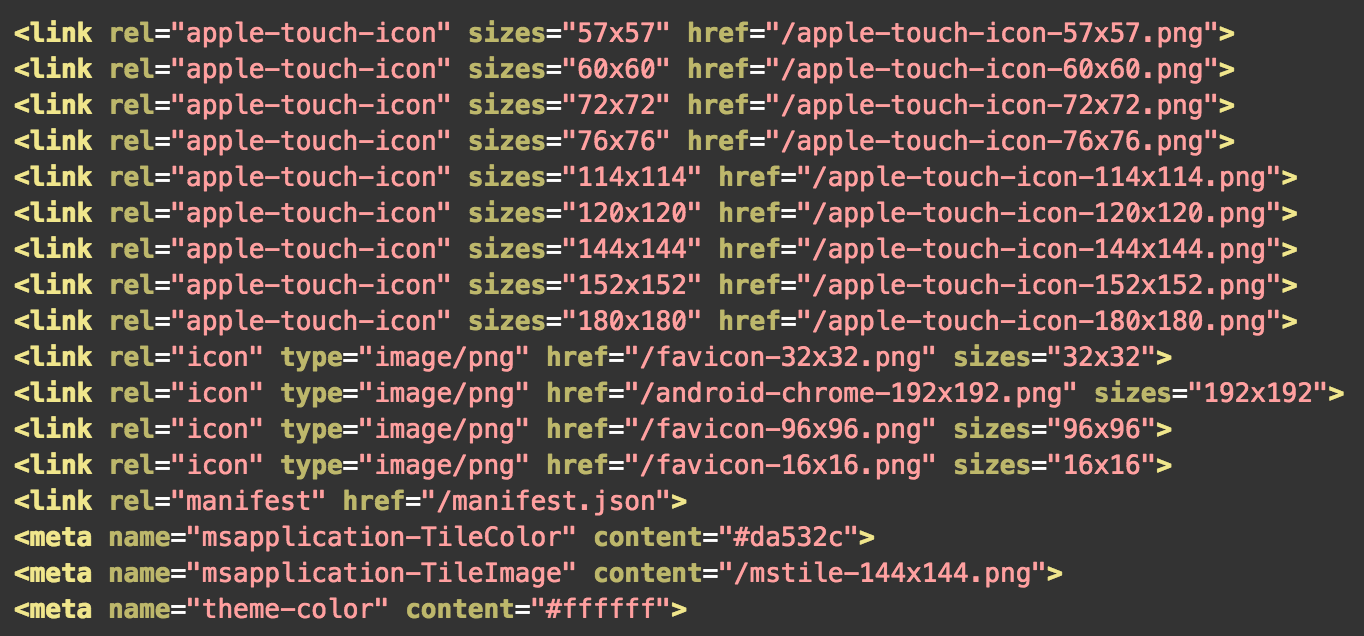 <link rel="apple-touch-icon" sizes="57x57" href="/apple-touch-icon-57x57.png">
<link rel="apple-touch-icon" sizes="60x60" href="/apple-touch-icon-60x60.png">
<link rel="apple-touch-icon" sizes="72x72" href="/apple-touch-icon-72x72.png">
<link rel="apple-touch-icon" sizes="76x76" href="/apple-touch-icon-76x76.png">
<link rel="apple-touch-icon" sizes="114x114" href="/apple-touch-icon-114x114.png">
<link rel="apple-touch-icon" sizes="120x120" href="/apple-touch-icon-120x120.png">
<link rel="apple-touch-icon" sizes="144x144" href="/apple-touch-icon-144x144.png">
<link rel="apple-touch-icon" sizes="152x152" href="/apple-touch-icon-152x152.png">
<link rel="apple-touch-icon" sizes="180x180" href="/apple-touch-icon-180x180.png">
<link rel="icon" type="image/png" href="/favicon-32x32.png" sizes="32x32">
<link rel="icon" type="image/png" href="/android-chrome-192x192.png" sizes="192x192">
<link rel="icon" type="image/png" href="/favicon-96x96.png" sizes="96x96">
<link rel="icon" type="image/png" href="/favicon-16x16.png" sizes="16x16">
<link rel="manifest" href="/manifest.json">
<meta name="msapplication-TileColor" content="#da532c">
<meta name="msapplication-TileImage" content="/mstile-144x144.png">
<meta name="theme-color" content="#ffffff">